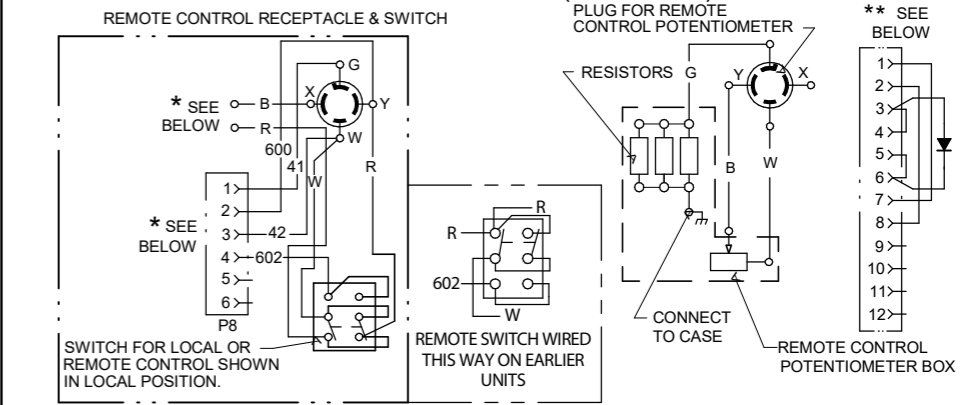 REMOTE CONTROL RECEPTACLE & SWITCH
G
X
* SEE
BELOW
B
Y
R
W
600
41
W
R
1
2
* SEE
BELOW
3
42
4
602
5
6
P8
SWITCH FOR LOCAL OR
REMOTE CONTROL SHOWN
IN LOCAL POSITION.
R
R
602
W
REMOTE SWITCH WIRED
THIS WAY ON EARLIER
UNITS
PLUG FOR REMOTE
CONTROL POTENTIOMETER
RESISTORS
G
Y
X
B
W
CONNECT
TO CASE
REMOTE CONTROL
POTENTIOMETER BOX
** SEE
BELOW
1
2
3
4
5
6
7
8
9
10
11
12